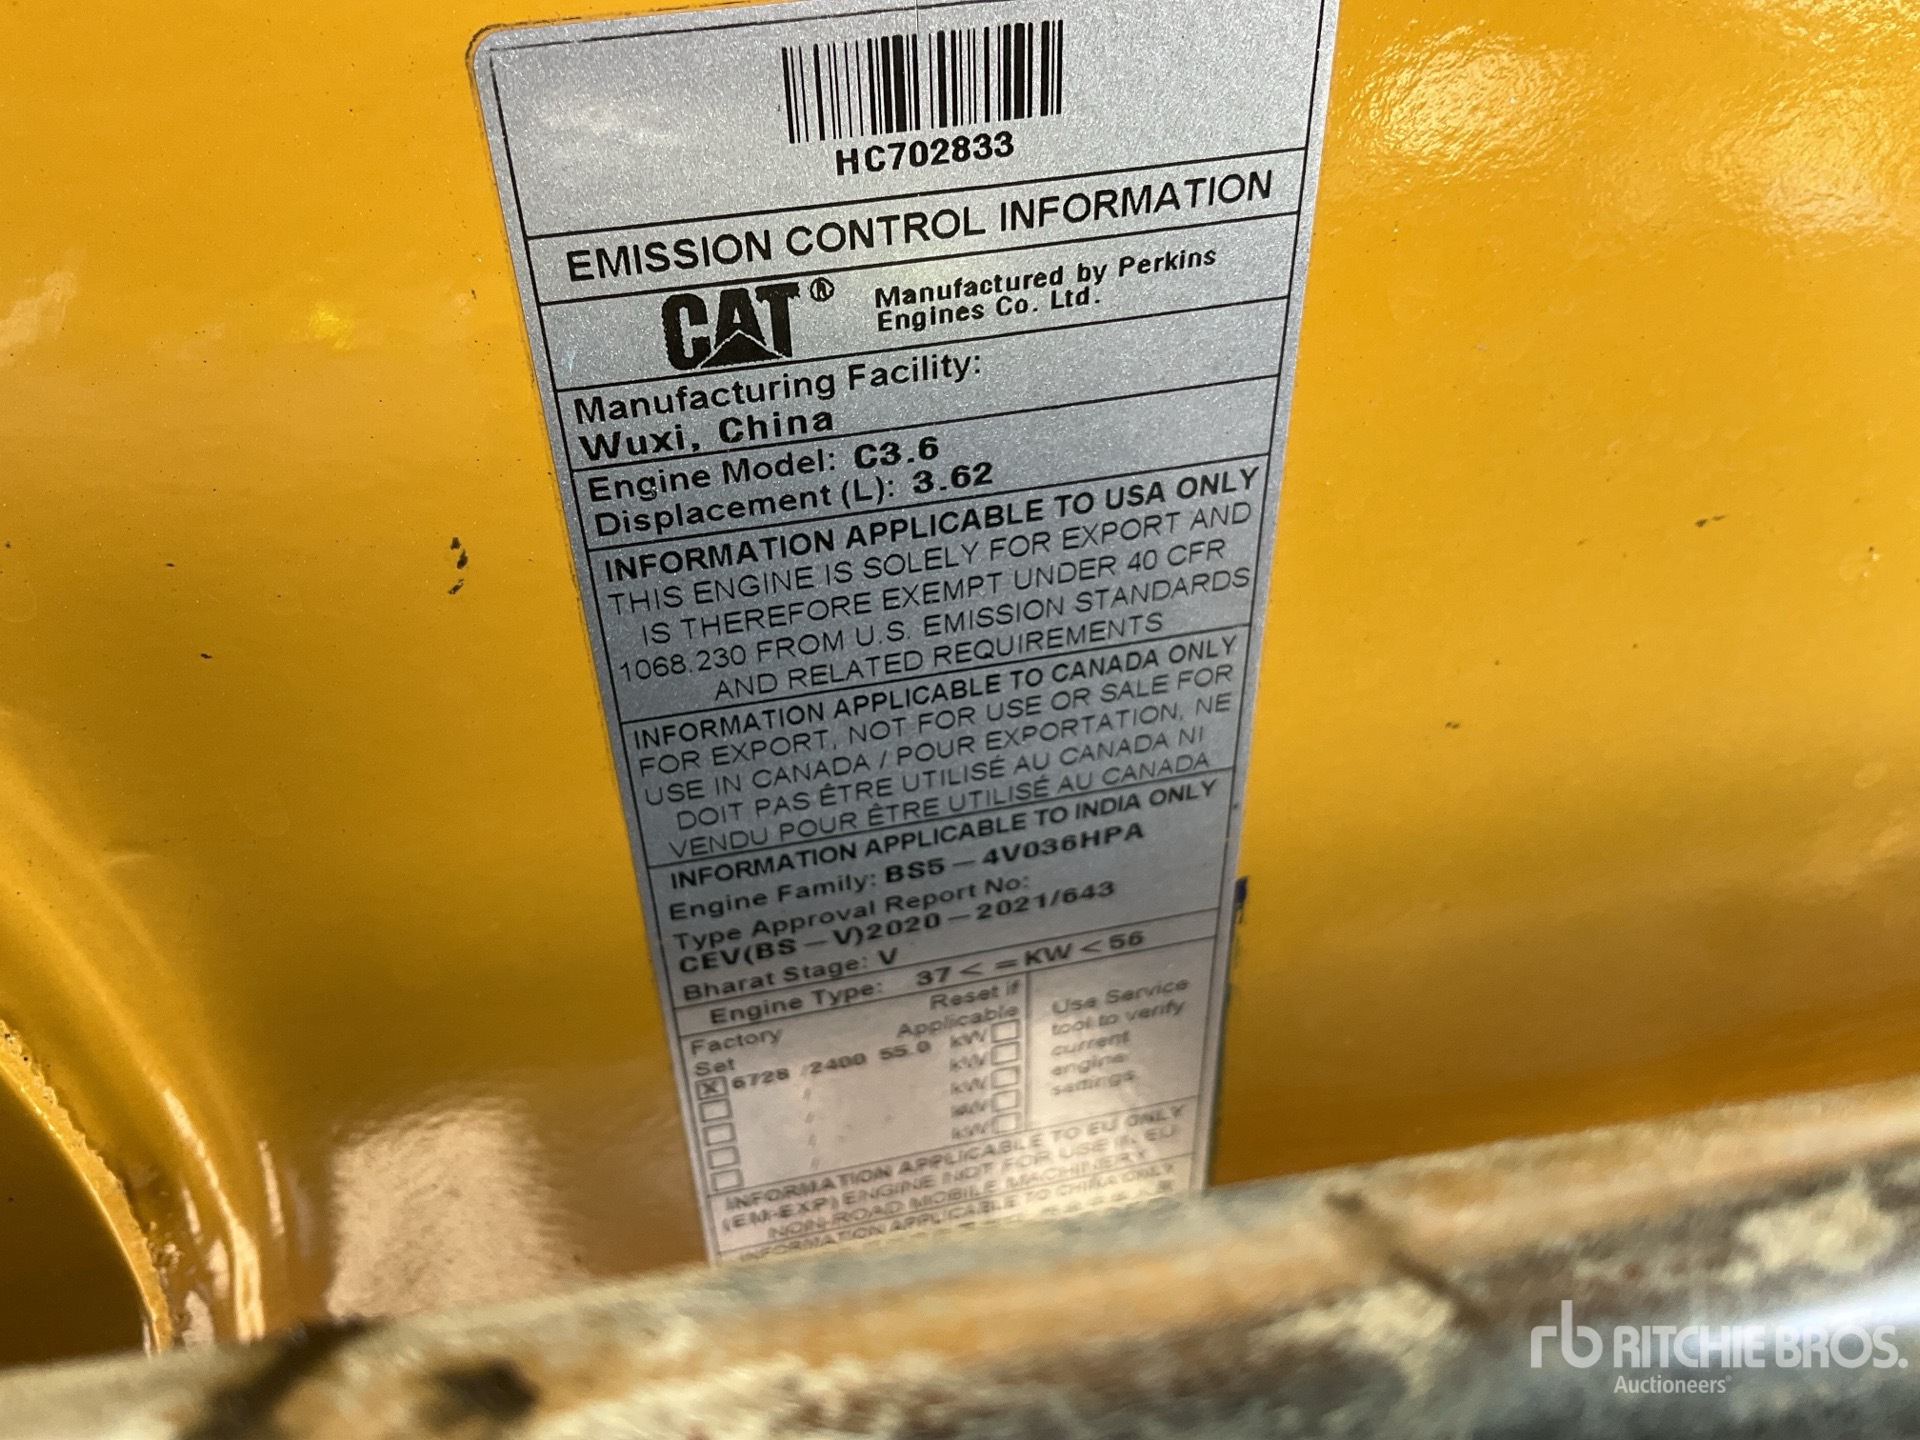 HC702833
EMISSION CONTROL INFORMATION
CAT® Manufactured by Perkins
Engines Co. Ltd.
Manufacturing Facility:
Wuxi, China
Engine Model: C3.6
Displacement (L): 3.62
INFORMATION APPLICABLE TO USA ONLY
THIS ENGINE IS SOLELY FOR EXPORT AND
IS THEREFORE EXEMPT UNDER 40 CFR
1068.230 FROM U.S. EMISSION STANDARDS
AND RELATED REQUIREMENTS
INFORMATION APPLICABLE TO CANADA ONLY
FOR EXPORT, NOT FOR USE OR SALE FOR
USE IN CANADA / POUR EXPORTATION, NE
DOIT PAS ÊTRE UTILISÉ AU CANADA NI
VENDU POUR ÊTRE UTILISÉ AU CANADA
INFORMATION APPLICABLE TO INDIA ONLY
Engine Family: BS5-4V036HPA
Type Approval Report No:
CEV(BS-V)2020-2021/643
Bharat Stage: V
Engine Type: 37<=KW<56
Factory
Set
Reset if
Applicable
X 6728 /2400 55.0 kW
kW
kW
kW
kW
Use Service
tool to verify
current
engine
settings
INFORMATION APPLICABLE TO EU ONLY
(EM-EXP) ENGINE NOT FOR USE IN EU
NON-ROAD MOBILE MACHINERY
INFORMATION APPLICABLE TO CHINA ONLY
rb RITCHIE BROS.
Auctioneers